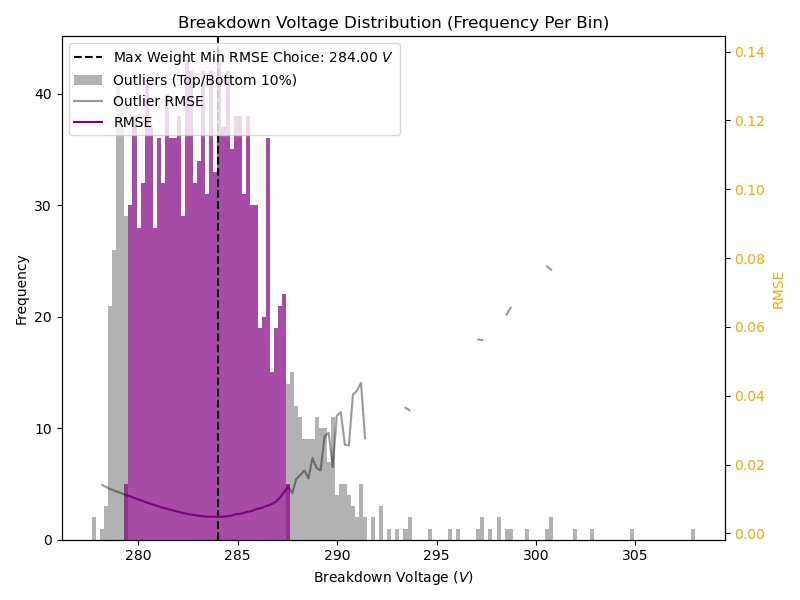 Breakdown Voltage Distribution (Frequency Per Bin)
Max Weight Min RMSE Choice: 284.00 V
Outliers (Top/Bottom 10%)
Outlier RMSE
RMSE
Frequency
40
30
20
10
0
0.14
0.12
0.10
0.08
0.06
0.04
0.02
0.00
RMSE
280 285 290 295 300 305
Breakdown Voltage (V)